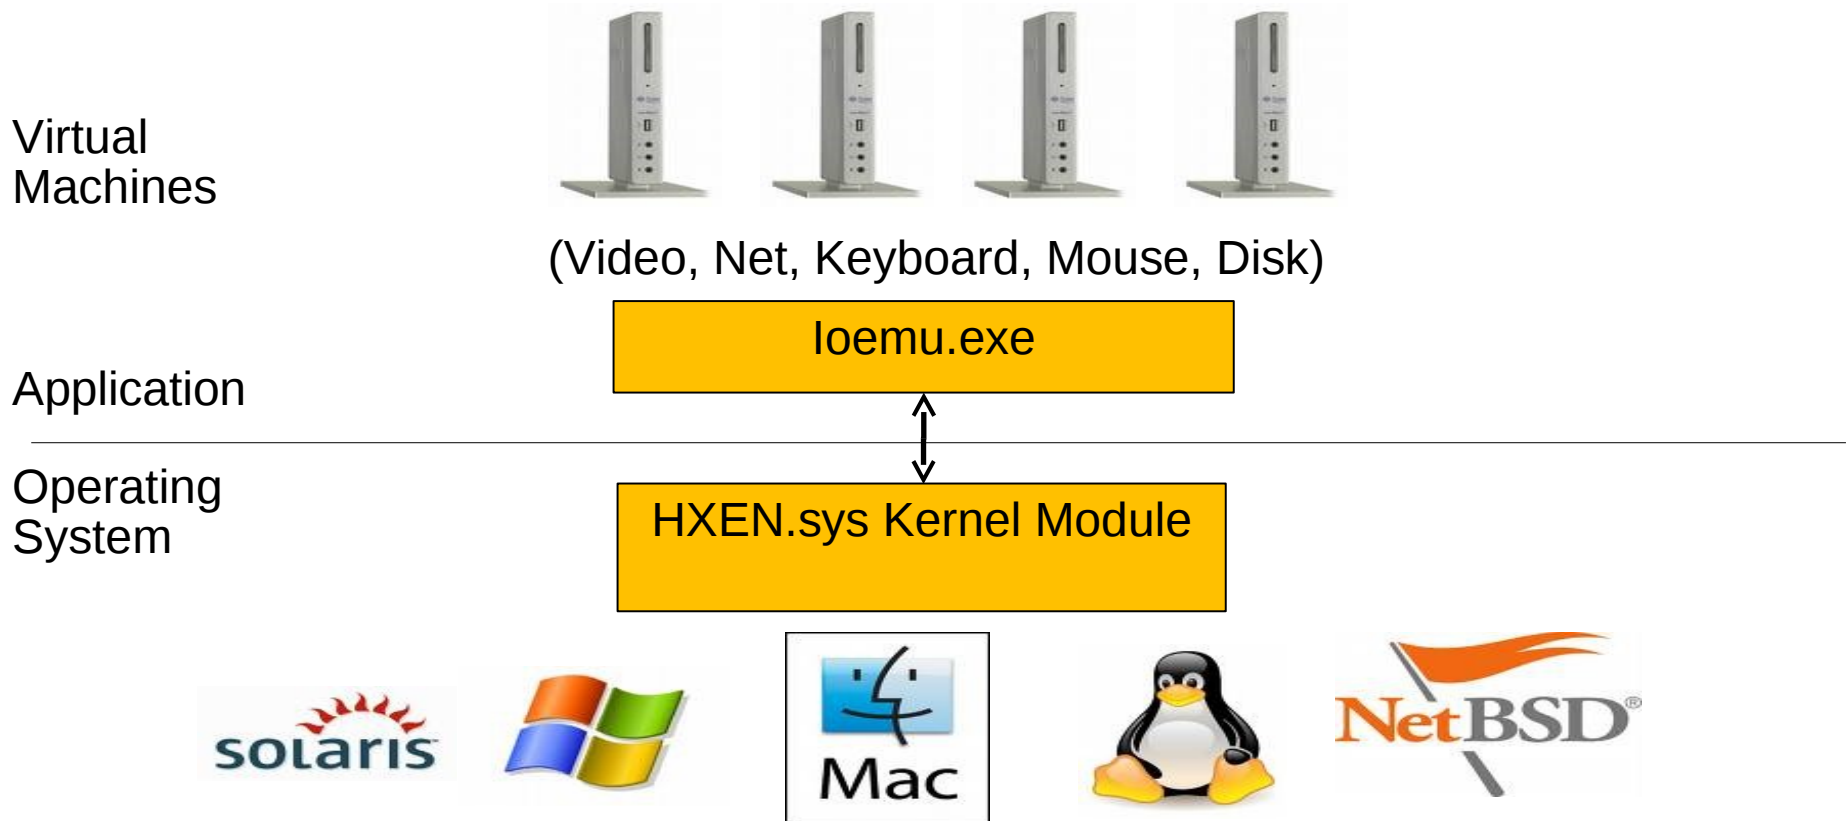 Virtual
Machines
(Video, Net, Keyboard, Mouse, Disk)
Ioemu.exe
Application
Operating
System
HXEN.sys Kernel Module
solaris
Mac
NetBSD®